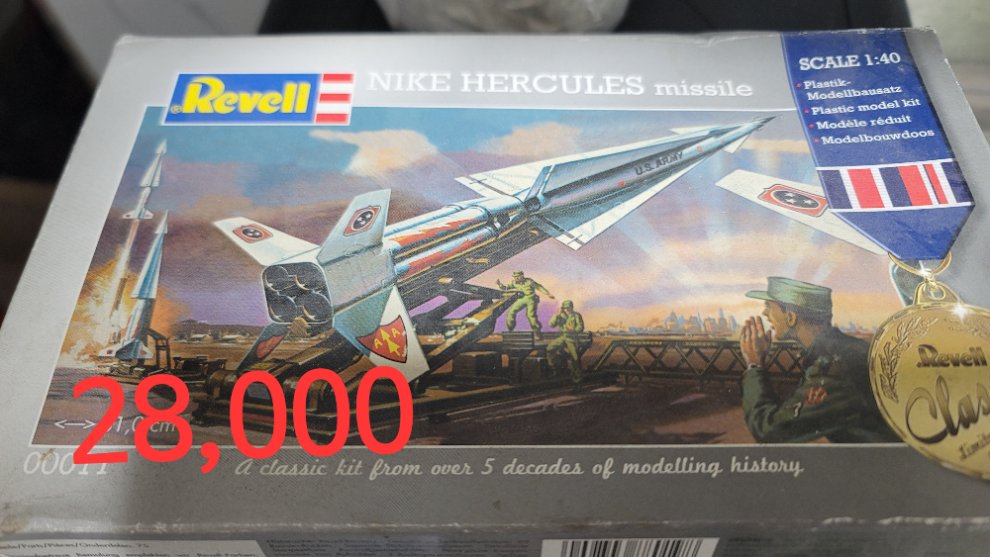 Revell
NIKE HERCULES missile
SCALE 1:40
Plastik-
Modellbausatz
Plastic model kit
Modèle réduit
Modelbouwdoos
U.S. ARMY
Revell
28,000
00011
A classic kit from over 5 decades of modelling history